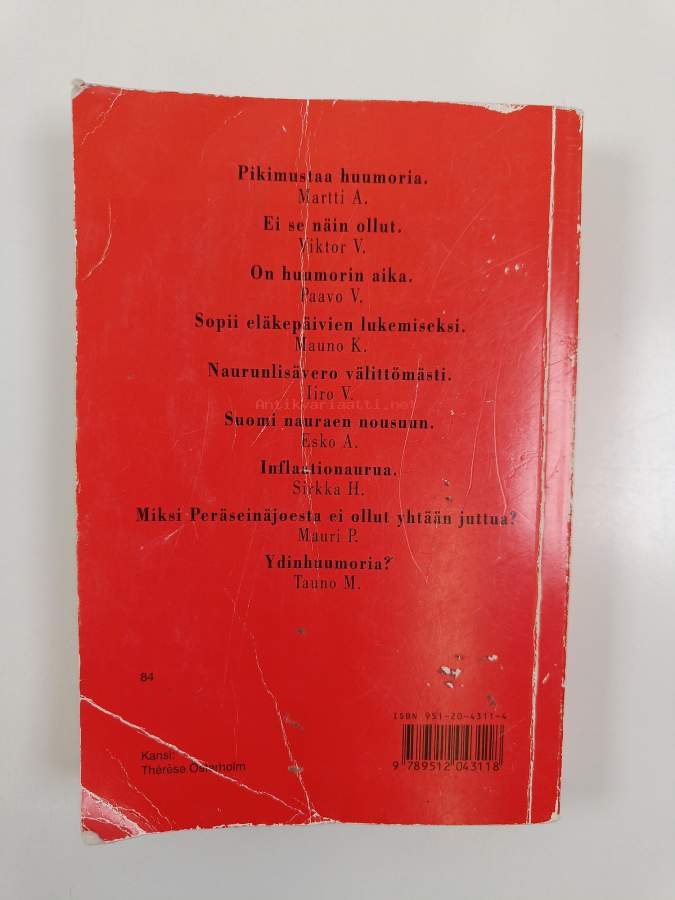 Pikimustaa huumoria.
Martti A.
Ei se näin ollut.
Viktor V.
On huumorin aika.
Paavo V.
Sopii eläkepäivien lukemiseksi.
Mauno K.
Naurunlisävero välittömästi.
Iiro V.
Antikvariaatti.net
Suomi nauraen nousuun.
Esko A.
Inflaationaurua.
Sirkka H.
Miksi Peräseinäjoesta ei ollut yhtään juttua?
Mauri P.
Ydinhuumoria?
Tauno M.
84
ISBN 951-20-4311-4
Kansi:
Thérèse Österholm
9 789512 043118